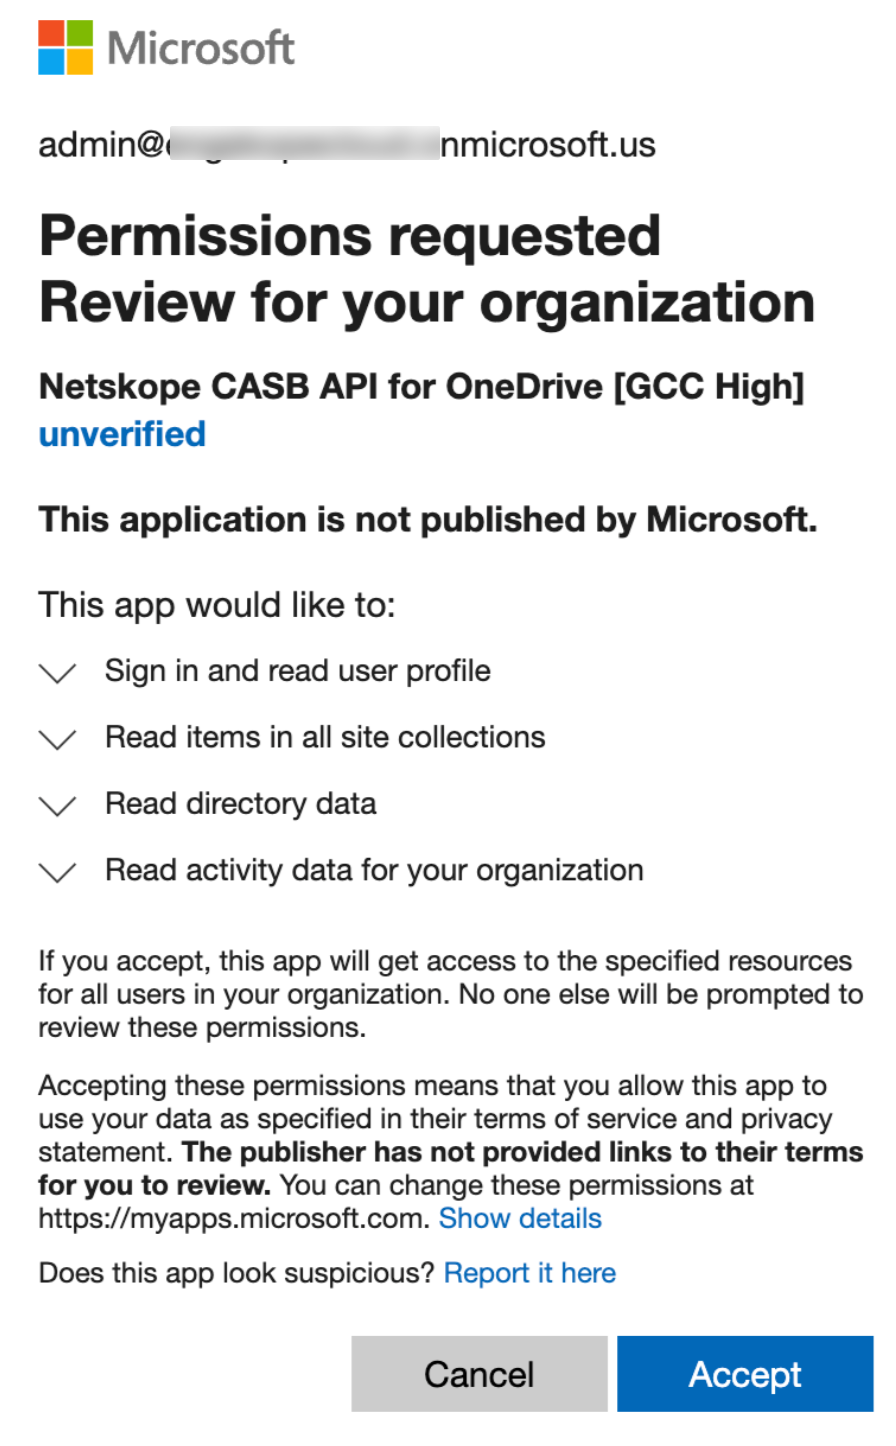 Microsoft
admin@ nmicrosoft.us
Permissions requested
Review for your organization
Netskope CASB API for OneDrive [GCC High]
unverified
This application is not published by Microsoft.
This app would like to:
Sign in and read user profile
Read items in all site collections
Read directory data
Read activity data for your organization
If you accept, this app will get access to the specified resources
for all users in your organization. No one else will be prompted to
review these permissions.
Accepting these permissions means that you allow this app to
use your data as specified in their terms of service and privacy
statement. The publisher has not provided links to their terms
for you to review. You can change these permissions at
https://myapps.microsoft.com. Show details
Does this app look suspicious? Report it here
Cancel Accept